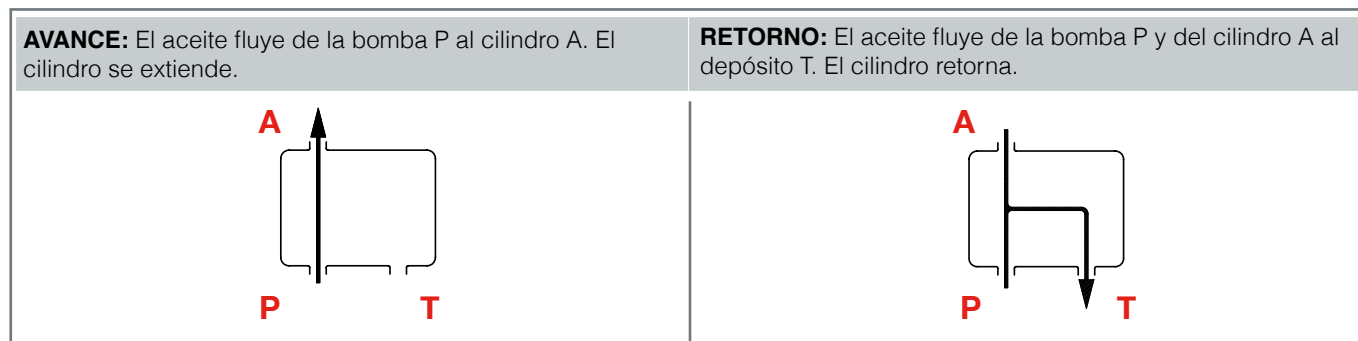 AVANCE: El aceite fluye de la bomba P al cilindro A. El
cilindro se extiende.
A
P T
RETORNO: El aceite fluye de la bomba P y del cilindro A al
depósito T. El cilindro retorna.
A
P T